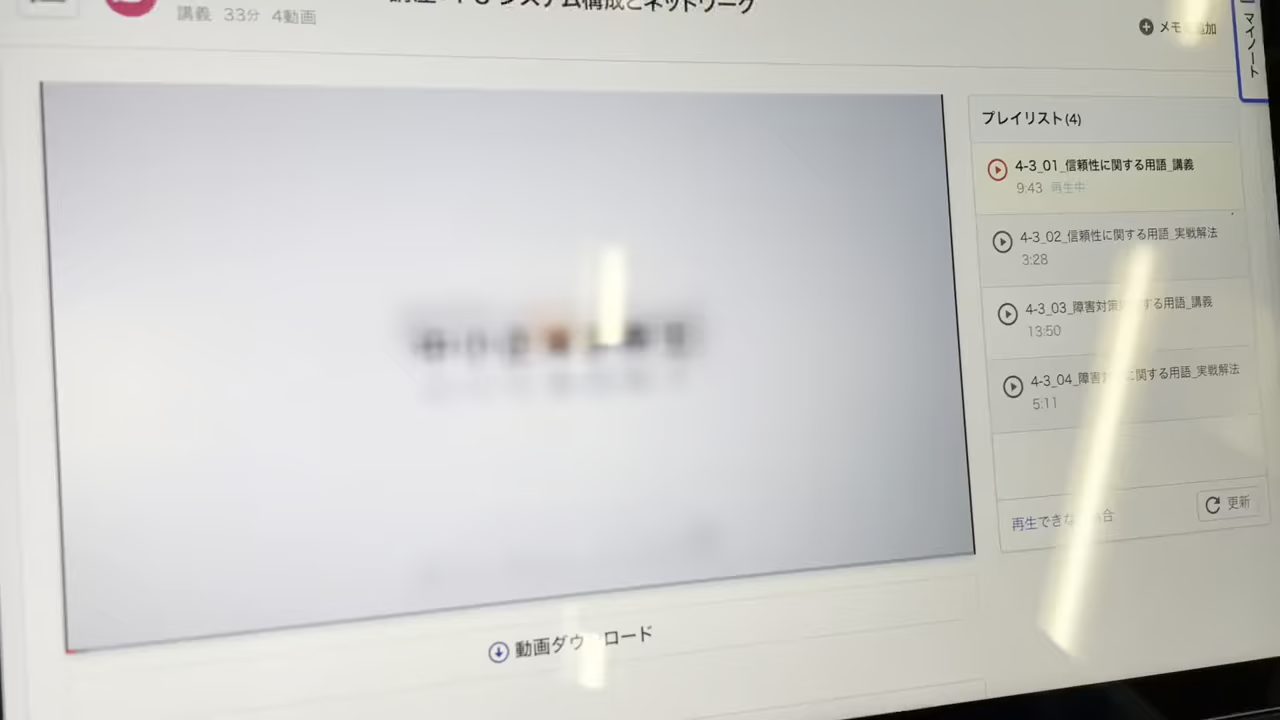 講義 33分 4動画
システム構成とネットワーク
メモ 追加
マイノート
プレイリスト(4)
4-3_01_信頼性に関する用語_講義
9:43 再生中
4-3_02_信頼性に関する用語_実戦解法
3:28
4-3_03_障害対策 する用語_講義
13:50
4-3_04_障害 に関する用語_実戦解法
5:11
再生できな 合
更新
動画ダウ ロード